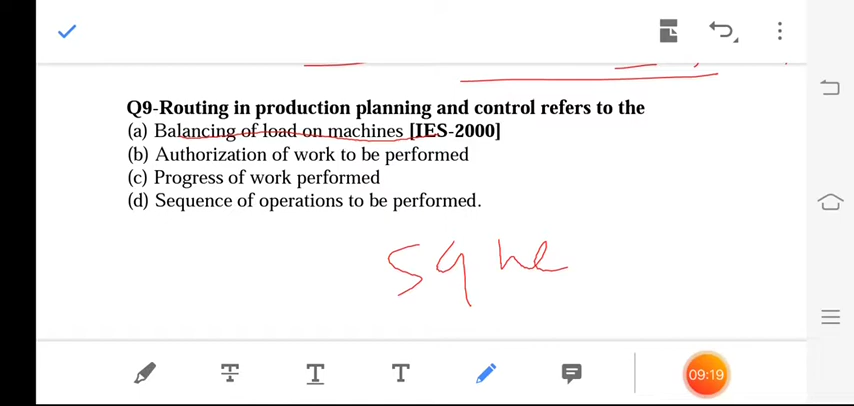 Q9-Routing in production planning and control refers to the
(a) Balancing of load on machines [IES-2000]
(b) Authorization of work to be performed
(c) Progress of work performed
(d) Sequence of operations to be performed.
sqne
T T T
09:19